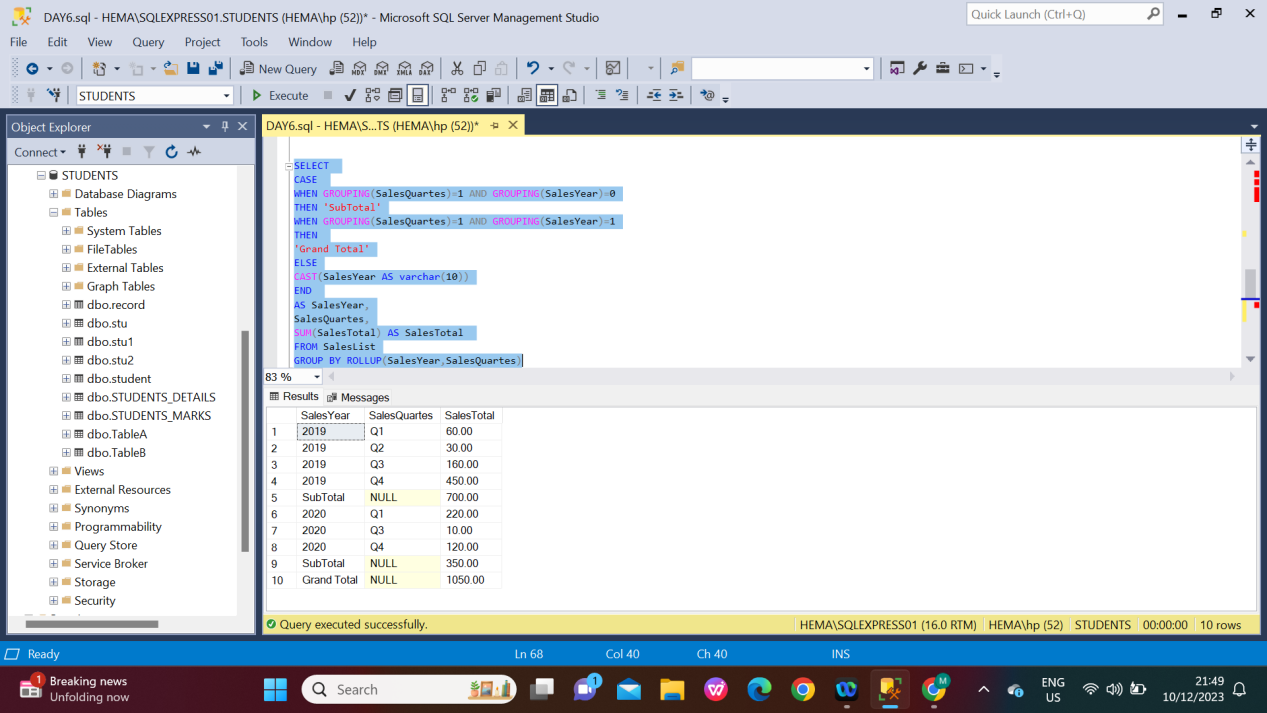 DAY6.sql - HEMA\SQLEXPRESS01.STUDENTS (HEMA\hp (52))* - Microsoft SQL Server Management Studio
Quick Launch (Ctrl+Q)
File Edit View Query Project Tools Window Help
New Query MDX DMX XMLA DAX
STUDENTS Execute
Object Explorer
Connect
STUDENTS
Database Diagrams
Tables
System Tables
FileTables
External Tables
Graph Tables
dbo.record
dbo.stu
dbo.stu1
dbo.stu2
dbo.student
dbo.STUDENTS_DETAILS
dbo.STUDENTS_MARKS
dbo.TableA
dbo.TableB
Views
External Resources
Synonyms
Programmability
Query Store
Service Broker
Storage
Security
DAY6.sql - HEMA\S...TS (HEMA\hp (52))*
SELECT
CASE
WHEN GROUPING(SalesQuartes)=1 AND GROUPING(SalesYear)=0
THEN 'SubTotal'
WHEN GROUPING(SalesQuartes)=1 AND GROUPING(SalesYear)=1
THEN
'Grand Total'
ELSE
CAST(SalesYear AS varchar(10))
END
AS SalesYear,
SalesQuartes,
SUM(SalesTotal) AS SalesTotal
FROM SalesList
GROUP BY ROLLUP(SalesYear,SalesQuartes)
83 %
Results Messages
SalesYear SalesQuartes SalesTotal
1 2019 Q1 60.00
2 2019 Q2 30.00
3 2019 Q3 160.00
4 2019 Q4 450.00
5 SubTotal NULL 700.00
6 2020 Q1 220.00
7 2020 Q3 10.00
8 2020 Q4 120.00
9 SubTotal NULL 350.00
10 Grand Total NULL 1050.00
Query executed successfully. HEMA\SQLEXPRESS01 (16.0 RTM) HEMA\hp (52) STUDENTS 00:00:00 10 rows
Ready Ln 68 Col 40 Ch 40 INS
1 Breaking news
Unfolding now
Search
1
M
ENG
US
21:49
10/12/2023